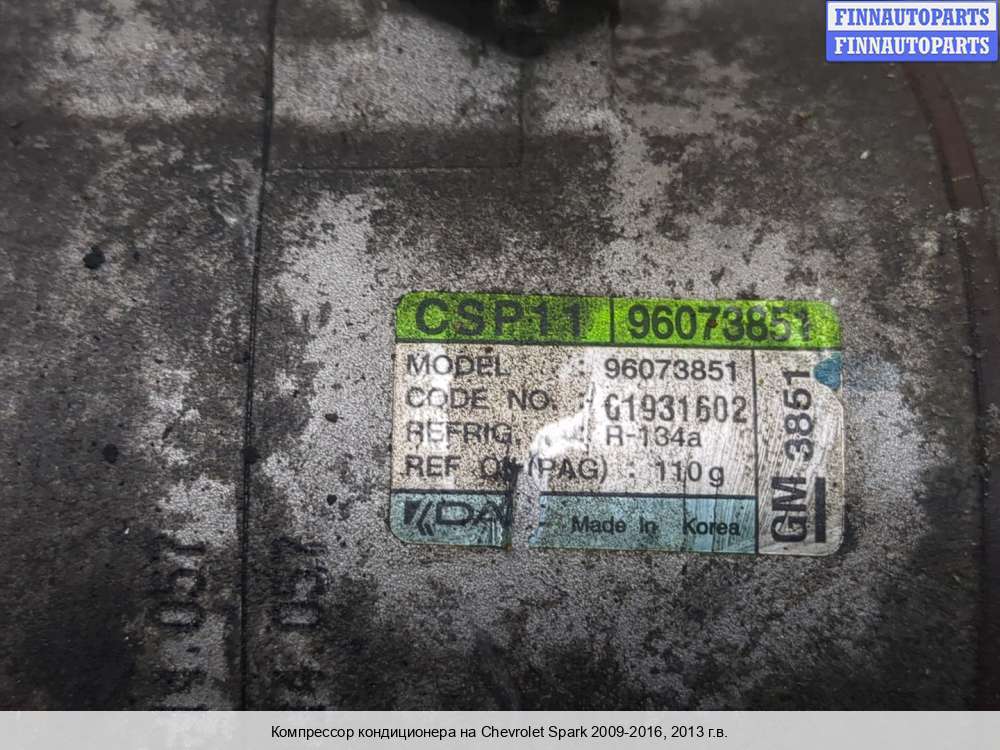 FINNAUTOPARTS
FINNAUTOPARTS
CSP11 96073851
MODEL : 96073851
CODE NO. : G1931602
REFRIG. : R-134a
REF (PAG) : 110g
Made In Korea
GM 3851
Компрессор кондиционера на Chevrolet Spark 2009-2016, 2013 г.в.